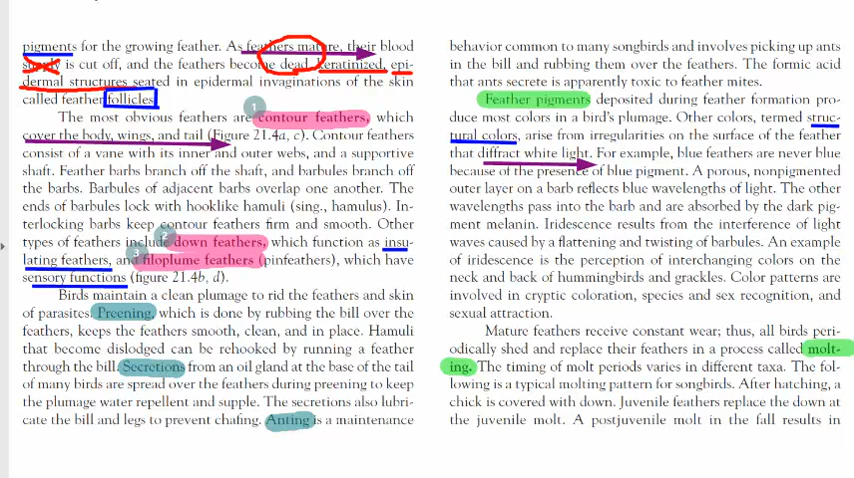 pigments for the growing feather. As feathers mature, their blood
supply is cut off, and the feathers become dead, keratinized, epi-
dermal structures seated in epidermal invaginations of the skin
called feather follicles.
1
The most obvious feathers are contour feathers, which
cover the body, wings, and tail (Figure 21.4a, c). Contour feathers
consist of a vane with its inner and outer webs, and a supportive
shaft. Feather barbs branch off the shaft, and barbules branch off
the barbs. Barbules of adjacent barbs overlap one another. The
ends of barbules lock with hooklike hamuli (sing., hamulus). In-
terlocking barbs keep contour feathers firm and smooth. Other
2
types of feathers include down feathers, which function as insu-
3
lating feathers, and filoplume feathers (pinfeathers), which have
sensory functions (figure 21.4b, d).
Birds maintain a clean plumage to rid the feathers and skin
of parasites. Preening, which is done by rubbing the bill over the
feathers, keeps the feathers smooth, clean, and in place. Hamuli
that become dislodged can be rehooked by running a feather
through the bill. Secretions from an oil gland at the base of the tail
of many birds are spread over the feathers during preening to keep
the plumage water repellent and supple. The secretions also lubri-
cate the bill and legs to prevent chafing. Anting is a maintenance
behavior common to many songbirds and involves picking up ants
in the bill and rubbing them over the feathers. The formic acid
that ants secrete is apparently toxic to feather mites.
Feather pigments deposited during feather formation pro-
duce most colors in a bird's plumage. Other colors, termed struc-
tural colors, arise from irregularities on the surface of the feather
that diffract white light. For example, blue feathers are never blue
because of the presence of blue pigment. A porous, nonpigmented
outer layer on a barb reflects blue wavelengths of light. The other
wavelengths pass into the barb and are absorbed by the dark pig-
ment melanin. Iridescence results from the interference of light
waves caused by a flattening and twisting of barbules. An example
of iridescence is the perception of interchanging colors on the
neck and back of hummingbirds and grackles. Color patterns are
involved in cryptic coloration, species and sex recognition, and
sexual attraction.
Mature feathers receive constant wear; thus, all birds peri-
odically shed and replace their feathers in a process called molt-
ing. The timing of molt periods varies in different taxa. The fol-
lowing is a typical molting pattern for songbirds. After hatching, a
chick is covered with down. Juvenile feathers replace the down at
the juvenile molt. A postjuvenile molt in the fall results in